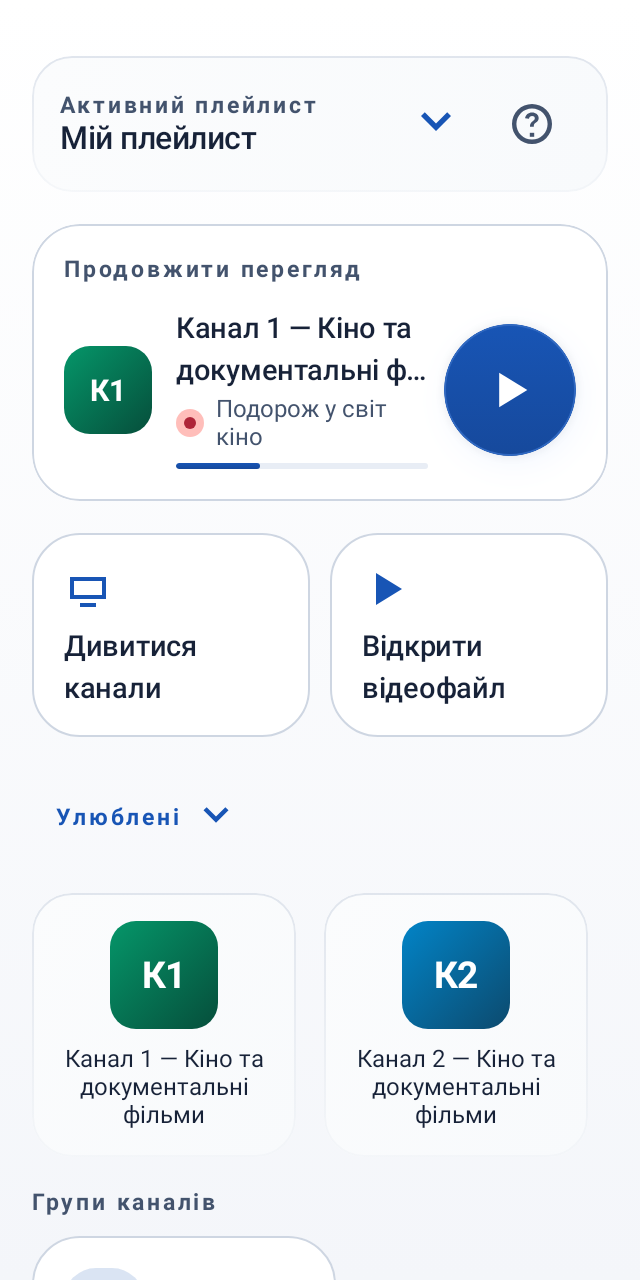 Активний плейлист
Мій плейлист
Продовжити перегляд
К1
Канал 1 — Кіно та
документальні ф...
Подорож у світ
кіно
Дивитися
канали
Відкрити
відеофайл
Улюблені
К1
Канал 1 — Кіно та
документальні
фільми
К2
Канал 2 — Кіно та
документальні
фільми
Групи каналів